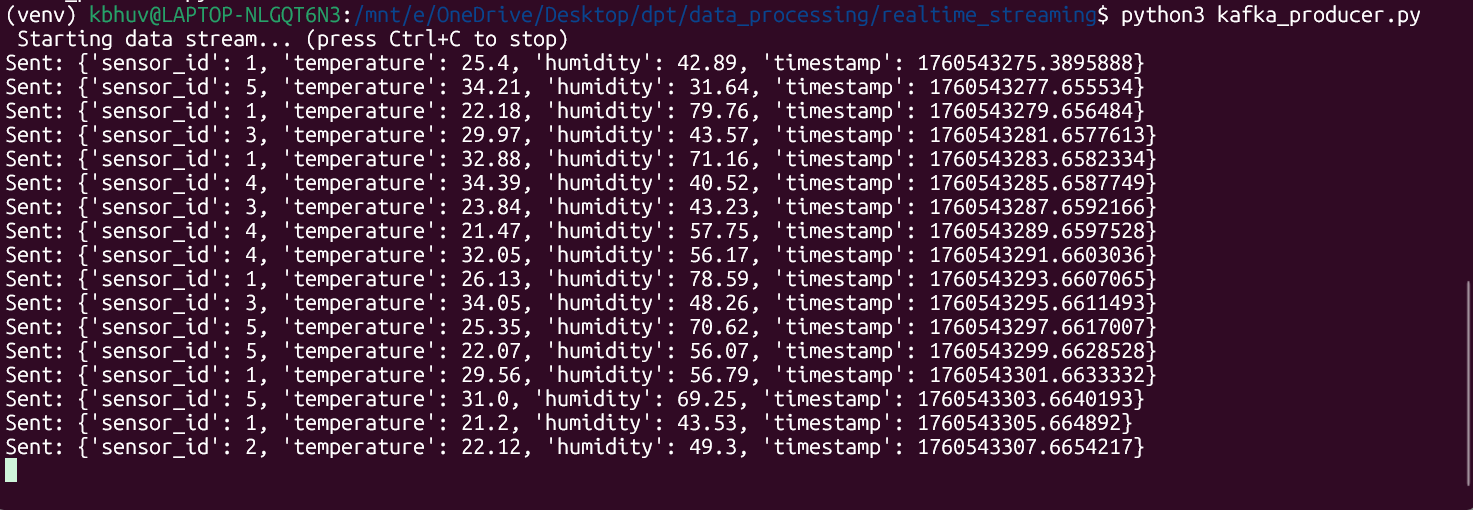 (venv) kbhuv@LAPTOP-NLGQT6N3:/mnt/e/OneDrive/Desktop/dpt/data_processing/realtime_streaming$ python3 kafka_producer.py
Starting data stream... (press Ctrl+C to stop)
Sent: {'sensor_id': 1, 'temperature': 25.4, 'humidity': 42.89, 'timestamp': 1760543275.3895888}
Sent: {'sensor_id': 5, 'temperature': 34.21, 'humidity': 31.64, 'timestamp': 1760543277.655534}
Sent: {'sensor_id': 1, 'temperature': 22.18, 'humidity': 79.76, 'timestamp': 1760543279.656484}
Sent: {'sensor_id': 3, 'temperature': 29.97, 'humidity': 43.57, 'timestamp': 1760543281.6577613}
Sent: {'sensor_id': 1, 'temperature': 32.88, 'humidity': 71.16, 'timestamp': 1760543283.6582334}
Sent: {'sensor_id': 4, 'temperature': 34.39, 'humidity': 40.52, 'timestamp': 1760543285.6587749}
Sent: {'sensor_id': 3, 'temperature': 23.84, 'humidity': 43.23, 'timestamp': 1760543287.6592166}
Sent: {'sensor_id': 4, 'temperature': 21.47, 'humidity': 57.75, 'timestamp': 1760543289.6597528}
Sent: {'sensor_id': 4, 'temperature': 32.05, 'humidity': 56.17, 'timestamp': 1760543291.6603036}
Sent: {'sensor_id': 1, 'temperature': 26.13, 'humidity': 78.59, 'timestamp': 1760543293.6607065}
Sent: {'sensor_id': 3, 'temperature': 34.05, 'humidity': 48.26, 'timestamp': 1760543295.6611493}
Sent: {'sensor_id': 5, 'temperature': 25.35, 'humidity': 70.62, 'timestamp': 1760543297.6617007}
Sent: {'sensor_id': 5, 'temperature': 22.07, 'humidity': 56.07, 'timestamp': 1760543299.6628528}
Sent: {'sensor_id': 1, 'temperature': 29.56, 'humidity': 56.79, 'timestamp': 1760543301.6633332}
Sent: {'sensor_id': 5, 'temperature': 31.0, 'humidity': 69.25, 'timestamp': 1760543303.6640193}
Sent: {'sensor_id': 1, 'temperature': 21.2, 'humidity': 43.53, 'timestamp': 1760543305.664892}
Sent: {'sensor_id': 2, 'temperature': 22.12, 'humidity': 49.3, 'timestamp': 1760543307.6654217}